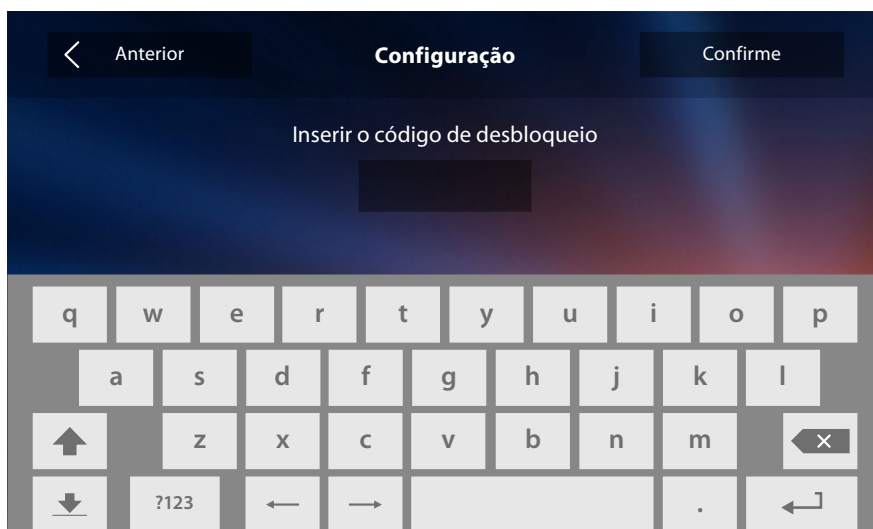 Anterior Configuração Confirme
Inserir o código de desbloqueio
q w e r t y u i o p
a s d f g h j k l
z x c v b n m
?123 .